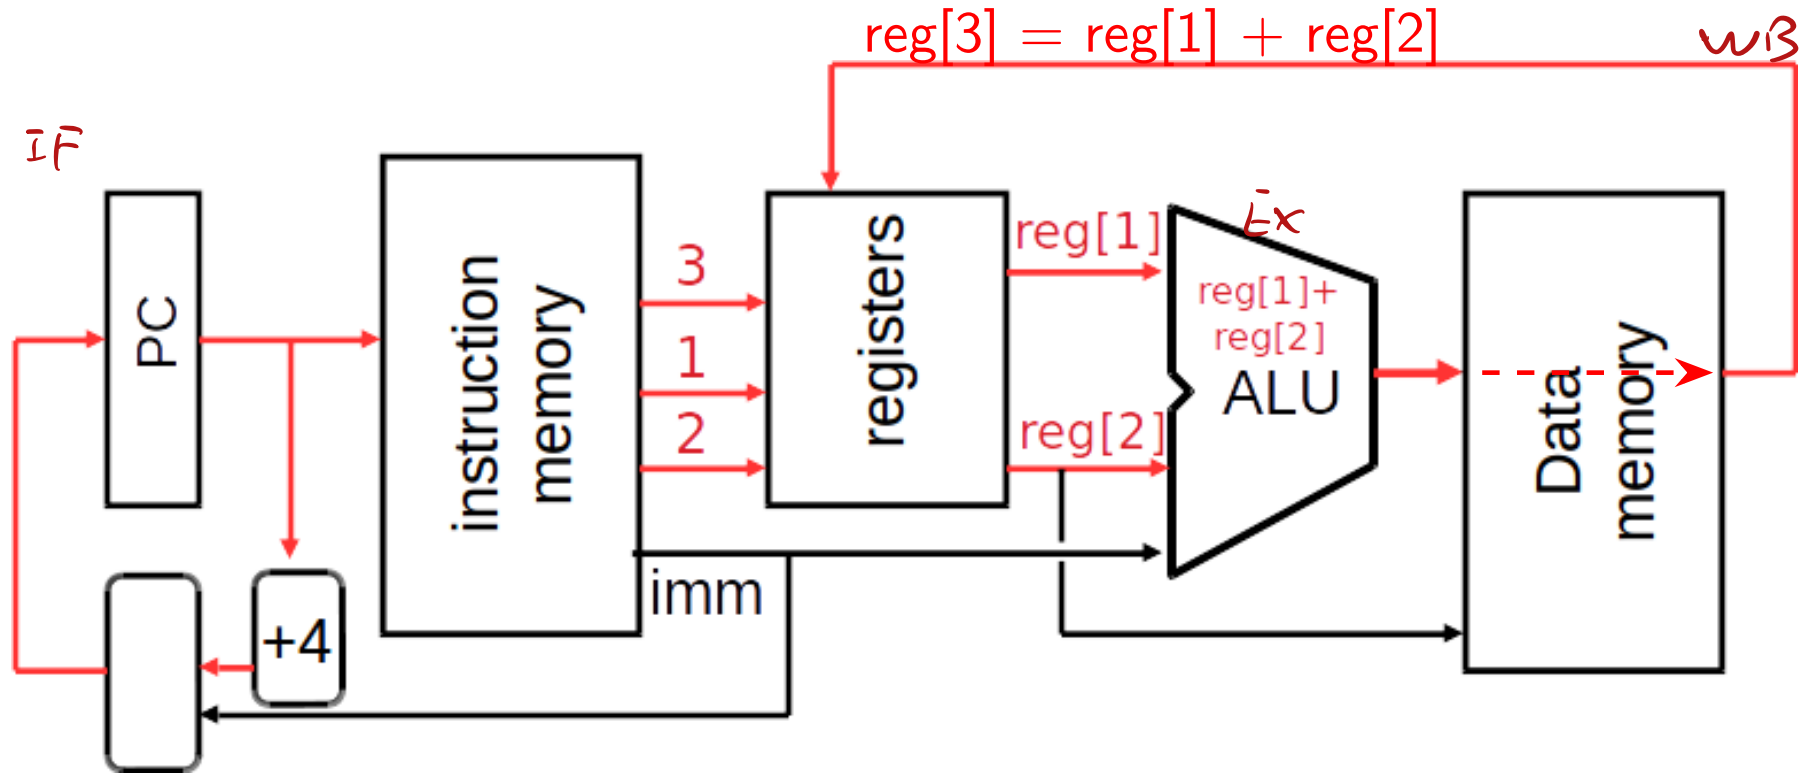 reg[3] = reg[1] + reg[2]
WB
IF
PC
instruction
memory
3
1
2
registers
reg[1]
reg[2]
Ex
reg[1]+
reg[2]
ALU
Data
memory
imm
+4